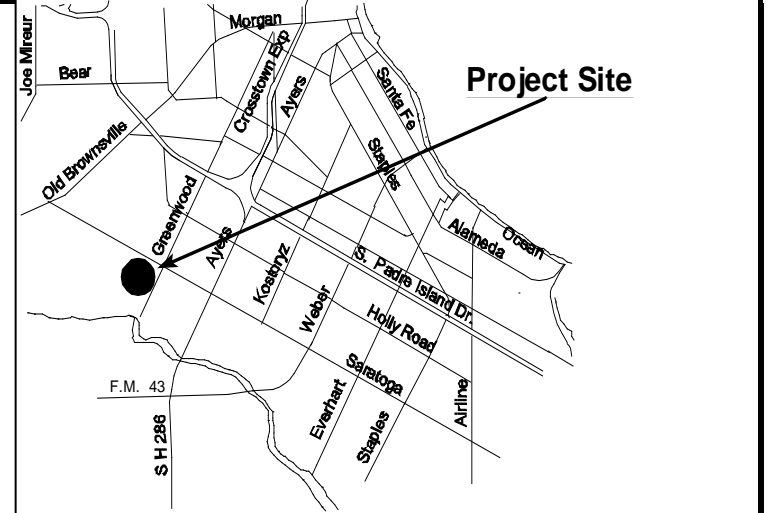 Morgan
Joe Mireur
Bear
Crosstown Exp
Ayers
Santa Fe
Project Site
Old Brownsville
Staples
Greenwood
Ayers
Kostoryz
Alameda
Ocean
S. Padre Island Dr.
Weber
Holly Road
Saratoga
F.M. 43
Everhart
Staples
Airline
S H 286